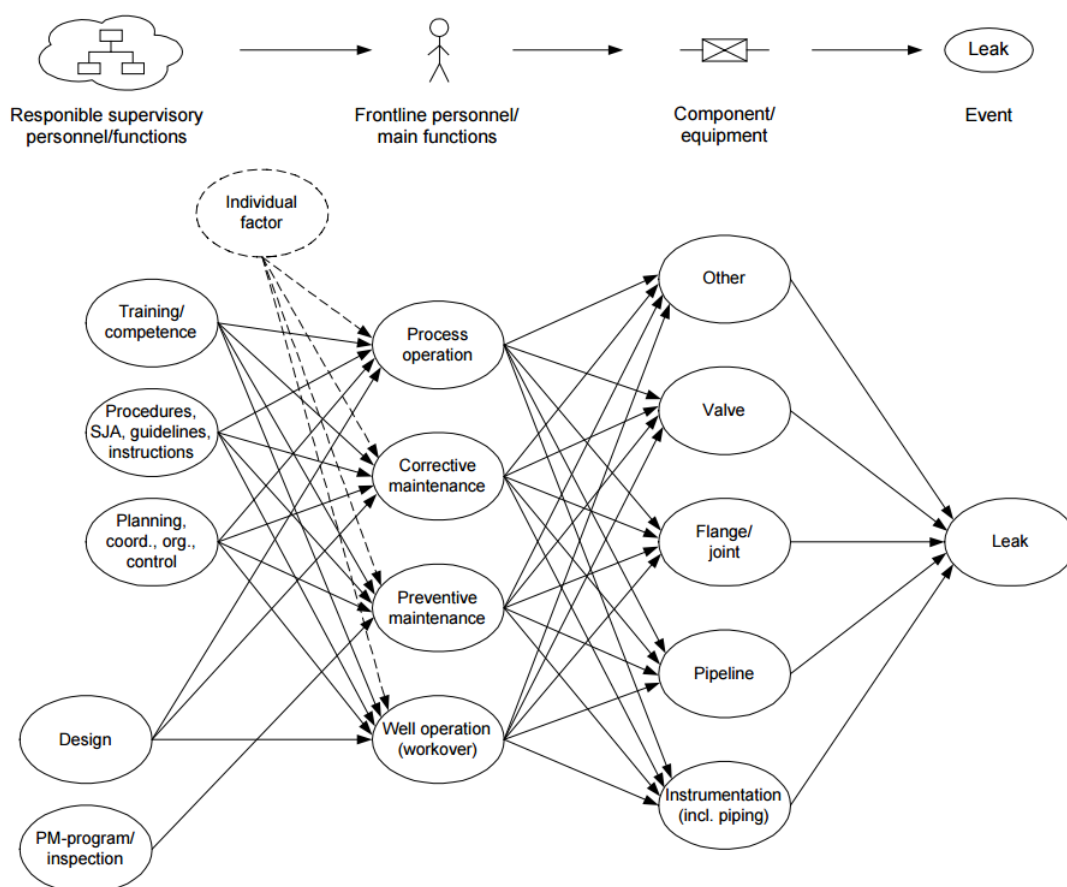 Leak
Responible supervisory
personnel/functions
Frontline personnel/
main functions
Component/
equipment
Event
Individual
factor
Training/
competence
Procedures,
SJA, guidelines,
instructions
Planning,
coord., org.,
control
Design
PM-program/
inspection
Process
operation
Corrective
maintenance
Preventive
maintenance
Well operation
(workover)
Other
Valve
Flange/
joint
Pipeline
Instrumentation
(incl. piping)
Leak